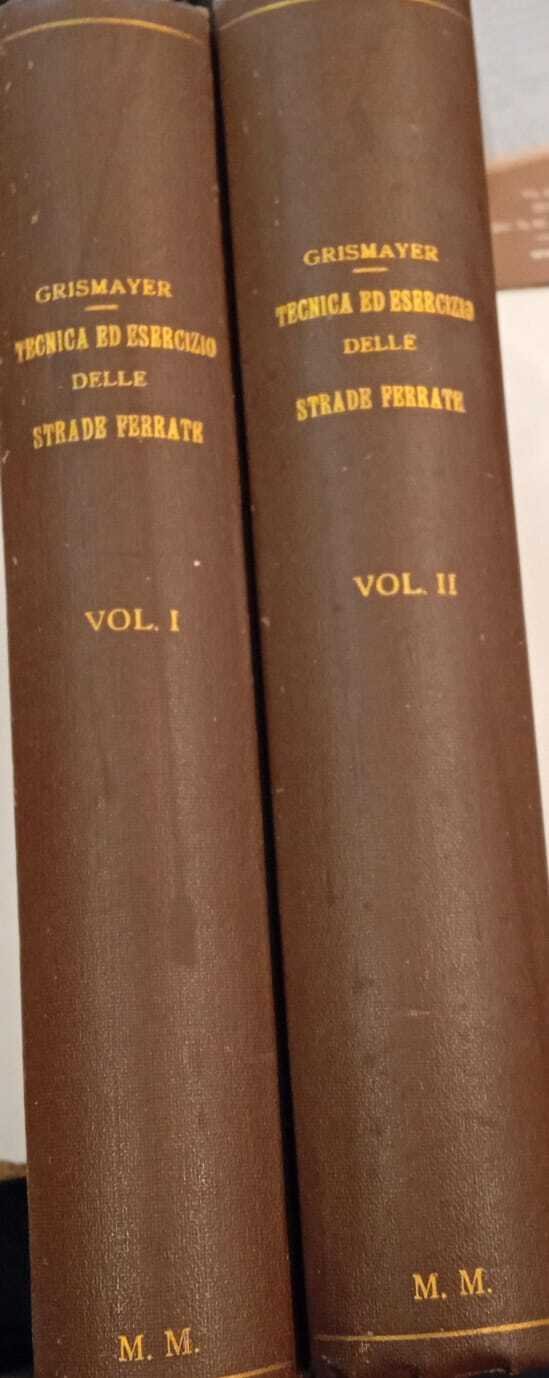 GRISMAYER
TECNICA ED ESERCIZIO
DELLE
STRADE FERRATE
VOL. I
M. M.
GRISMAYER
TECNICA ED ESERCIZIO
DELLE
STRADE FERRATE
VOL. II
M. M.